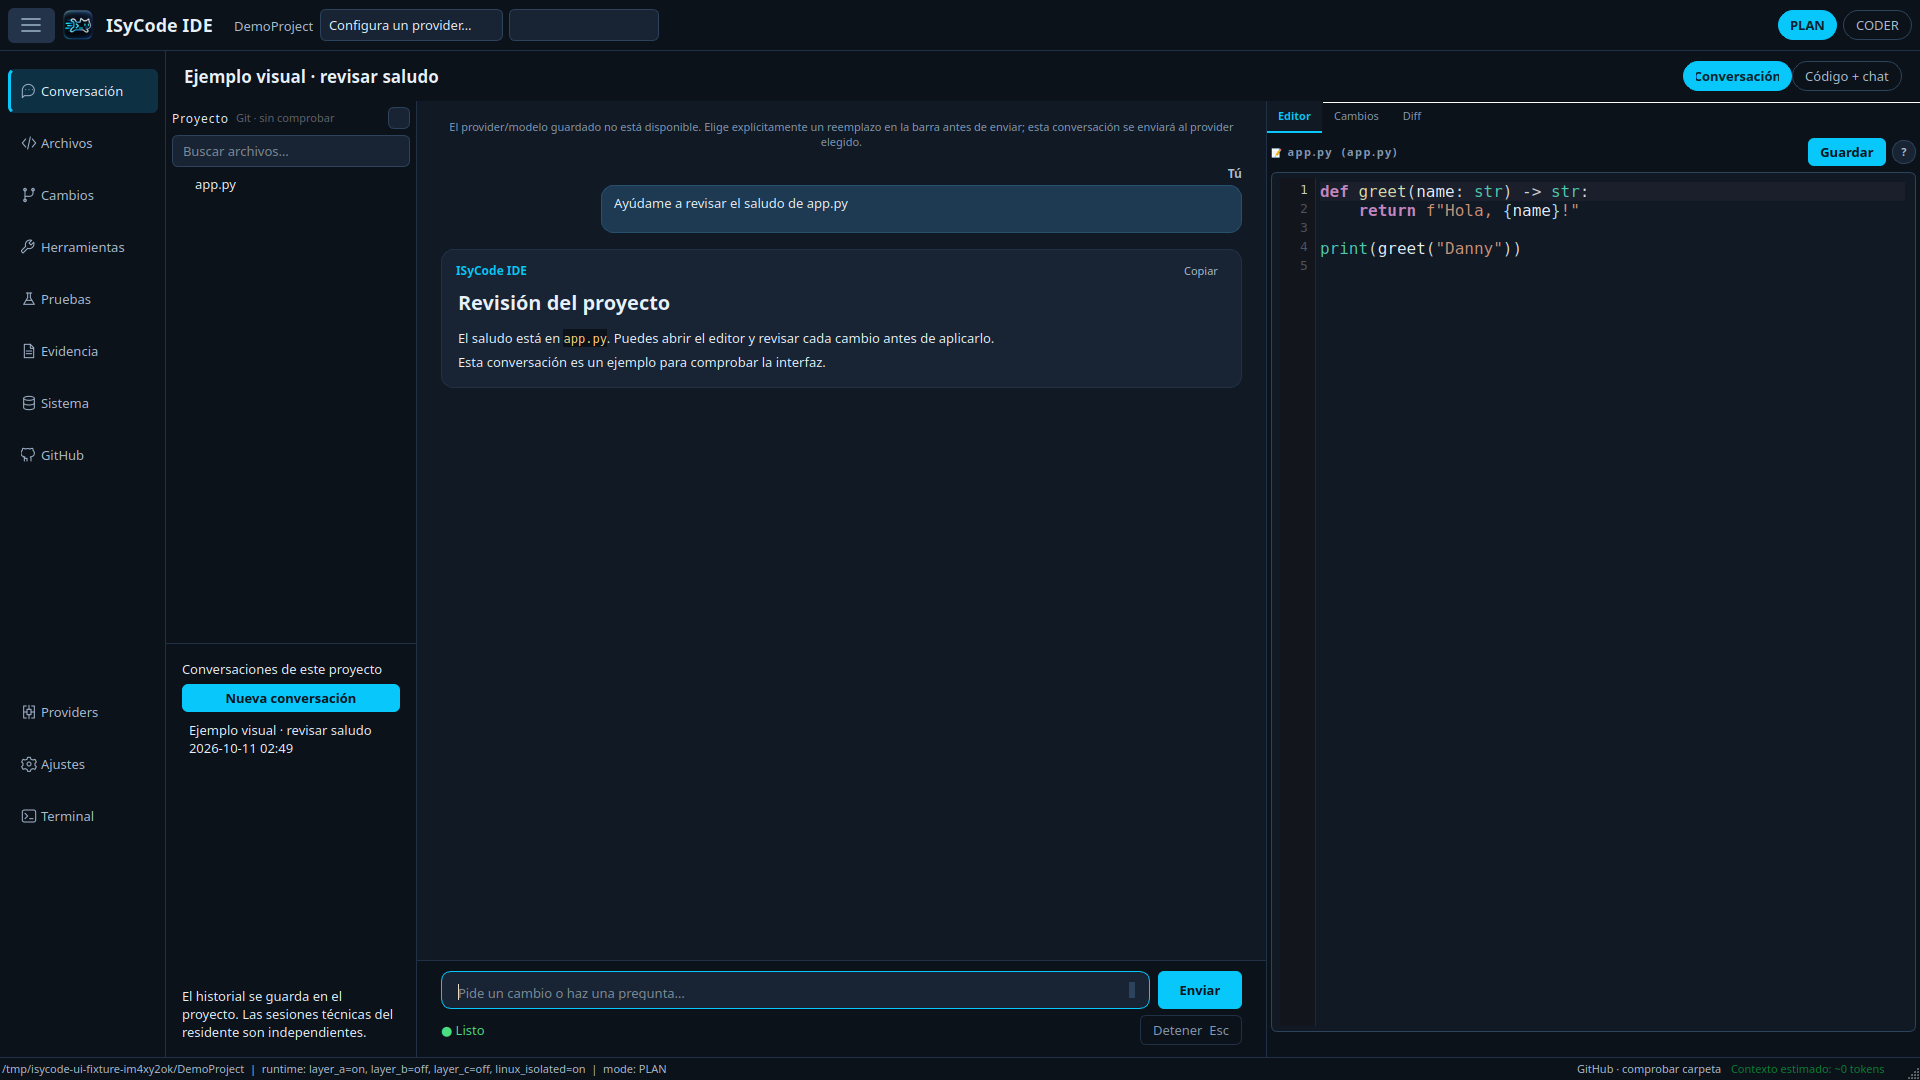 ISyCode IDE
DemoProject
Configura un provider...
PLAN
CODER
Conversación
Archivos
Cambios
Herramientas
Pruebas
Evidencia
Sistema
GitHub
Providers
Ajustes
Terminal
Ejemplo visual · revisar saludo
Conversación
Código + chat
Proyecto
Git · sin comprobar
Buscar archivos...
app.py
Conversaciones de este proyecto
Nueva conversación
Ejemplo visual · revisar saludo
2026-10-11 02:49
El historial se guarda en el
proyecto. Las sesiones técnicas del
residente son independientes.
El provider/modelo guardado no está disponible. Elige explícitamente un reemplazo en la barra antes de enviar; esta conversación se enviará al provider
elegido.
Tú
Ayúdame a revisar el saludo de app.py
ISyCode IDE
Copiar
Revisión del proyecto
El saludo está en app.py. Puedes abrir el editor y revisar cada cambio antes de aplicarlo.
Esta conversación es un ejemplo para comprobar la interfaz.
Pide un cambio o haz una pregunta...
Enviar
Listo
Detener Esc
Editor
Cambios
Diff
app.py (app.py)
Guardar
?
1 def greet(name: str) -> str:
2     return f"Hola, {name}!"
3
4 print(greet("Danny"))
5
/tmp/isycode-ui-fixture-im4xy2ok/DemoProject | runtime: layer_a=on, layer_b=off, layer_c=off, linux_isolated=on | mode: PLAN
GitHub · comprobar carpeta
Contexto estimado: ~0 tokens